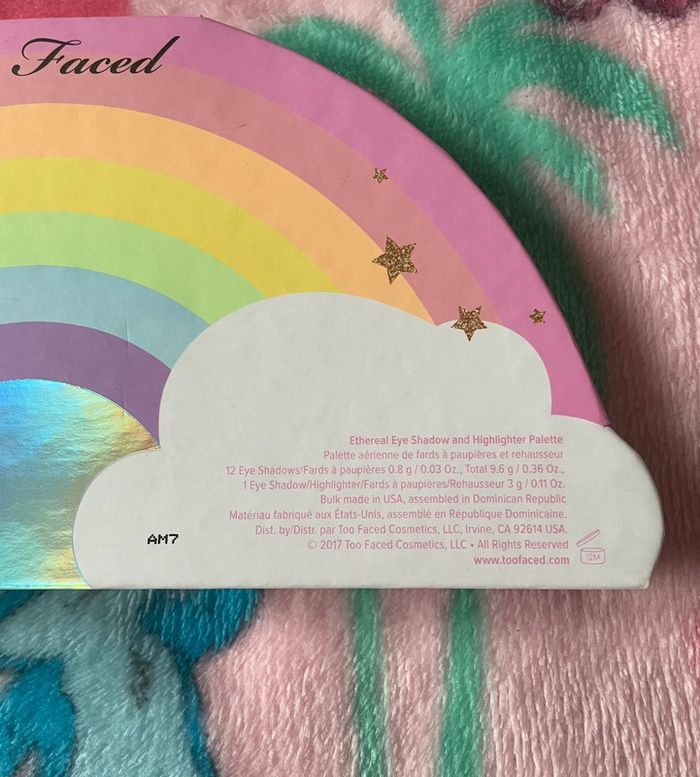 Faced
Ethereal Eye Shadow and Highlighter Palette
Palette aérienne de fards à paupières et rehausseur
12 Eye Shadows/Fards à paupières 0.8 g / 0.03 Oz., Total 9.6 g / 0.36 Oz.,
1 Eye Shadow/Highlighter/Fards à paupières/Rehausseur 3 g / 0.11 Oz.
Bulk made in USA, assembled in Dominican Republic
Matériau fabriqué aux États-Unis, assemblé en République Dominicaine.
Dist. by/Distr. par Too Faced Cosmetics, LLC, Irvine, CA 92614 USA.
© 2017 Too Faced Cosmetics, LLC • All Rights Reserved
www.toofaced.com
12M
AM7